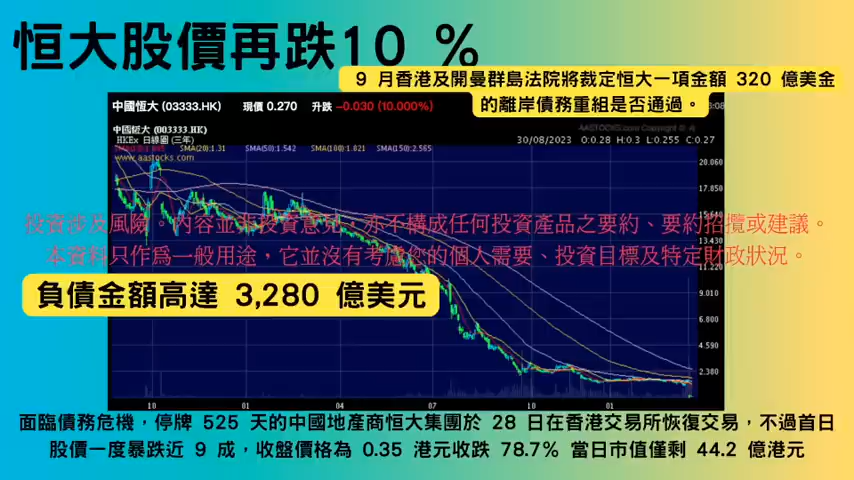 恒大股價再跌10 %
9 月香港及開曼群島法院將裁定恒大一項金額 320 億美金
的離岸債務重組是否通過。
中國恆大 (03333.HK) 現價 0.270 升跌 -0.030 (10.000%)
中國恆大 (03333.HK)
HKEx 日線圖 (三年) 30/08/2023 O:0.28 H:0.3 L:0.255 C:0.27
SMA(20):1.31 SMA(50):1.542 SMA(100):1.821 SMA(150):2.565
www.aastocks.com
20.060
17.850
15.640
投資涉及風險。內容並非投資意見，亦不構成任何投資產品之要約、要約招攬或建議。
13.430
本資料只作爲一般用途，它並沒有考慮您的個人需要、投資目標及特定財政狀況。
11.220
負債金額高達 3,280 億美元
9.010
6.800
4.590
2.380
10 01 04 07 10 01
面臨債務危機，停牌 525 天的中國地產商恒大集團於 28 日在香港交易所恢復交易，不過首日
股價一度暴跌近 9 成，收盤價格為 0.35 港元收跌 78.7% 當日市值僅剩 44.2 億港元